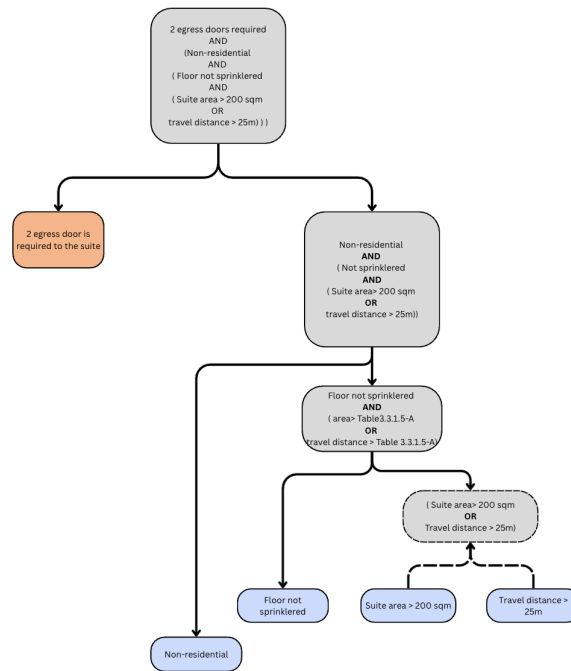 2 egress doors required
AND
(Non-residential
AND
( Floor not sprinklered
AND
( Suite area > 200 sqm
OR
travel distance > 25m) ) )
2 egress door is
required to the suite
Non-residential
AND
( Not sprinklered
AND
( Suite area> 200 sqm
OR
travel distance > 25m))
Floor not sprinklered
AND
( area> Table3.3.1.5-A
OR
travel distance > Table 3.3.1.5-A)
( Suite area> 200 sqm
OR
Travel distance > 25m)
Floor not
sprinklered
Suite area > 200 sqm
Travel distance >
25m
Non-residential